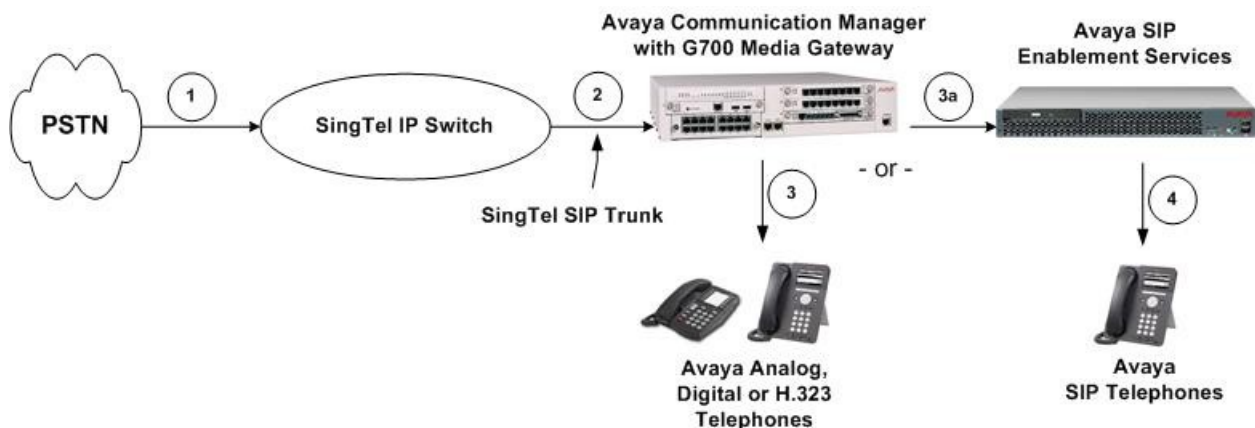 Avaya Communication Manager
with G700 Media Gateway
Avaya SIP
Enablement Services
PSTN
1
SingTel IP Switch
2
3a
SingTel SIP Trunk
3
- or -
4
Avaya Analog,
Digital or H.323
Telephones
Avaya
SIP Telephones